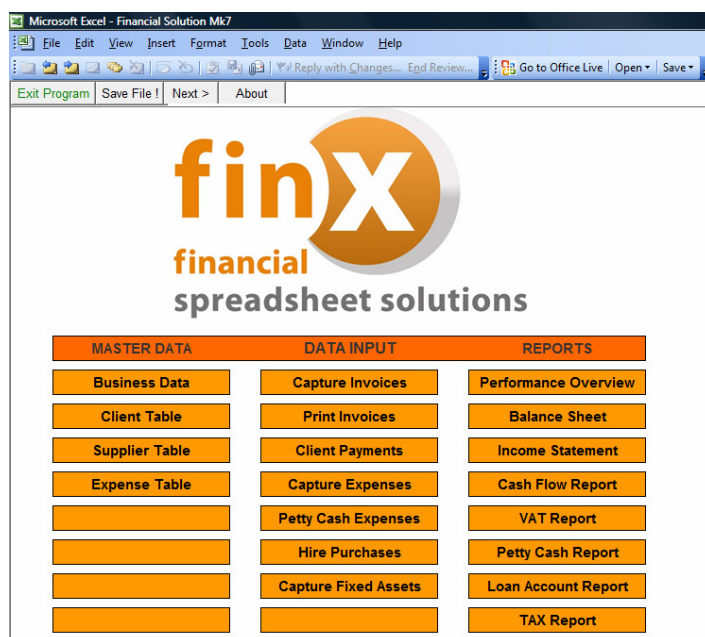 Microsoft Excel - Financial Solution Mk7
File Edit View Insert Format Tools Data Window Help
Reply with Changes... End Review... Go to Office Live Open Save
Exit Program Save File ! Next > About
finX
financial
spreadsheet solutions
MASTER DATA DATA INPUT REPORTS
Business Data Capture Invoices Performance Overview
Client Table Print Invoices Balance Sheet
Supplier Table Client Payments Income Statement
Expense Table Capture Expenses Cash Flow Report
Petty Cash Expenses VAT Report
Hire Purchases Petty Cash Report
Capture Fixed Assets Loan Account Report
TAX Report